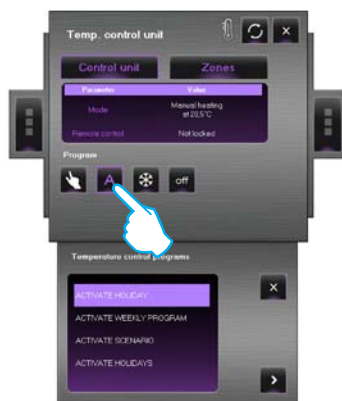 Temp. control unit
x
Control unit Zones
Parameter Value
Mode Manual heating
at 20,5°C
Remote control Not locked
Program
A off
Temperature control programs
x
ACTIVATE HOLIDAY
ACTIVATE WEEKLY PROGRAM
ACTIVATE SCENARIO
ACTIVATE HOLIDAYS
>